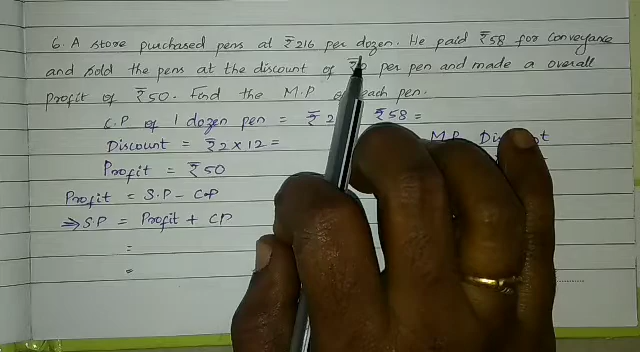 6. A store purchased pens at ₹216 per dozen. He paid ₹58 for conveyance
and sold the pens at the discount of ₹ per pen and made a overall
profit of ₹50. Find the M.P each pen.
C.P of 1 dozen pen = ₹2 ₹58 =
Discount = ₹2 × 12 =
M.P
Profit = ₹50
Profit = S.P - C.P
⇒ S.P = Profit + CP
=
=